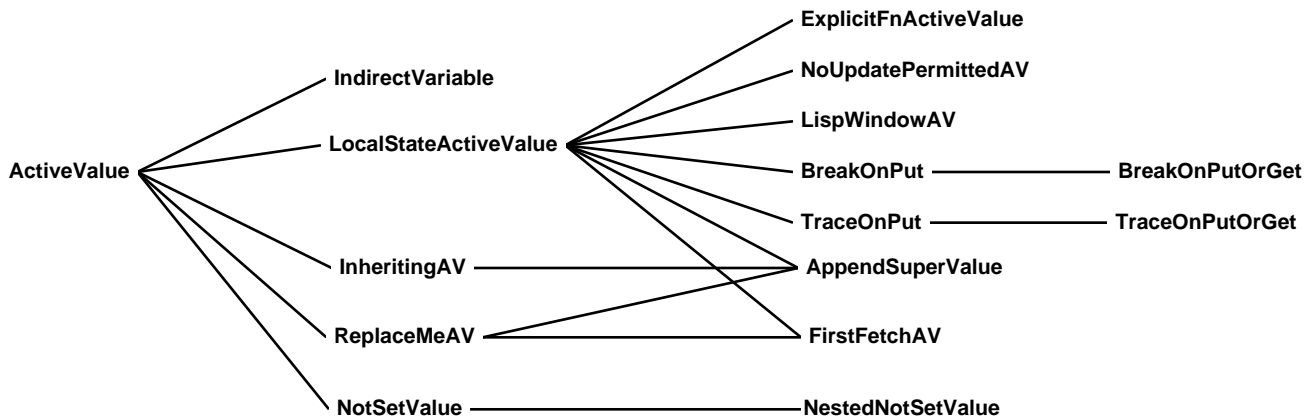 ExplicitFnActiveValue
NoUpdatePermittedAV
IndirectVariable
LispWindowAV
LocalStateActiveValue
ActiveValue
BreakOnPut
BreakOnPutOrGet
TraceOnPut
TraceOnPutOrGet
InheritingAV
AppendSuperValue
ReplaceMeAV
FirstFetchAV
NotSetValue
NestedNotSetValue